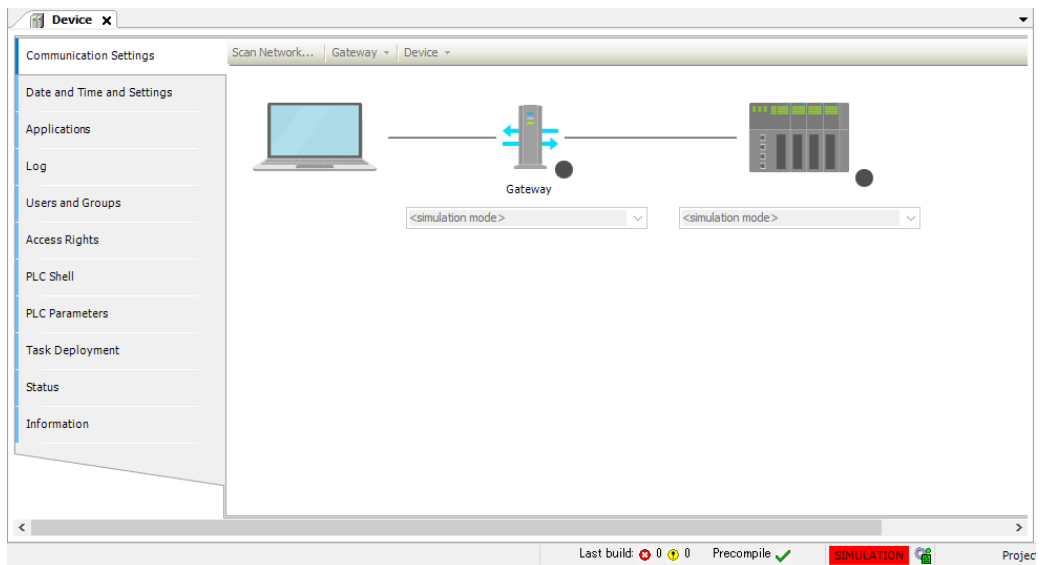 Device
Communication Settings
Scan Network... Gateway Device
Date and Time and Settings
Applications
Log
Users and Groups
Access Rights
PLC Shell
PLC Parameters
Task Deployment
Status
Information
Gateway
<simulation mode> <simulation mode>
Last build: 0 0 Precompile SIMULATION Projec